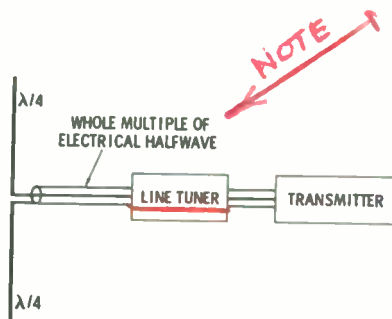 NOTE
λ/4
WHOLE MULTIPLE OF
ELECTRICAL HALFWAVE
LINE TUNER
TRANSMITTER
λ/4